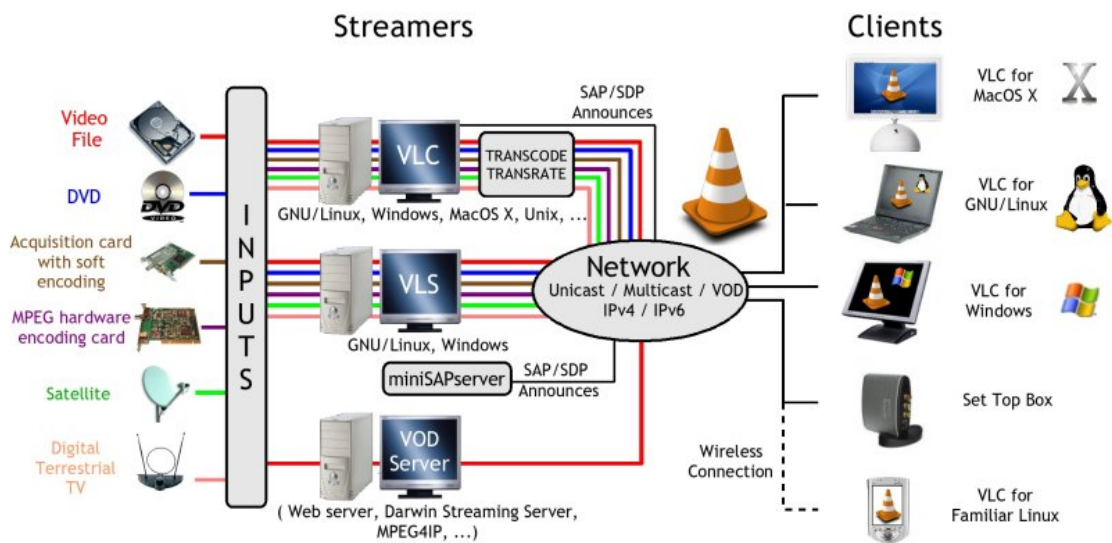 Streamers
Clients
Video
File
DVD
DVD
VIDEO
Acquisition card
with soft
encoding
MPEG hardware
encoding card
Satellite
Digital
Terrestrial
TV
INPUTS
VLC
TRANSCODE
TRANSRATE
SAP/SDP
Announces
GNU/Linux, Windows, MacOS X, Unix, ...
VLS
GNU/Linux, Windows
Network
Unicast / Multicast / VOD
IPv4 / IPv6
miniSAPserver
SAP/SDP
Announces
VOD
Server
( Web server, Darwin Streaming Server,
MPEG4IP, ...)
VLC for
MacOS X
X
VLC for
GNU/Linux
VLC for
Windows
Set Top Box
Wireless
Connection
VLC for
Familiar Linux